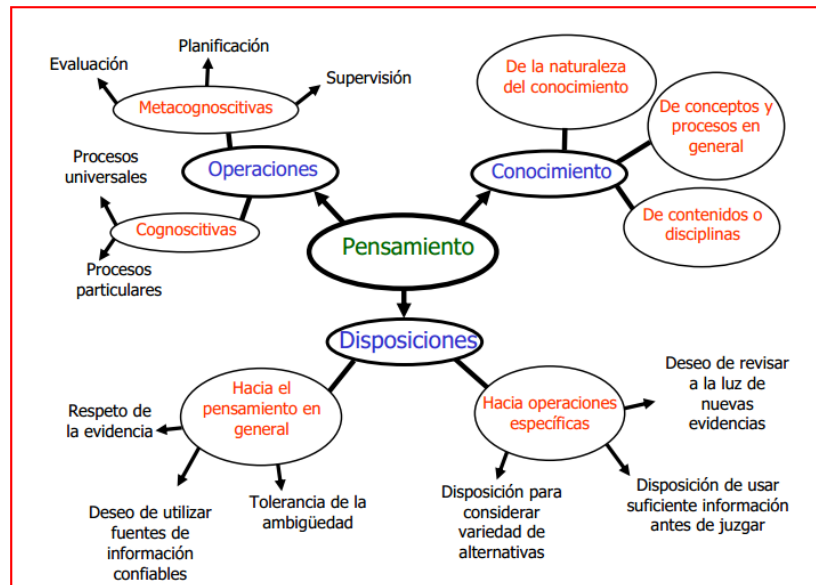 Planificación
Evaluación
Supervisión
Metacognoscitivas
Procesos
universales
Operaciones
Cognoscitivas
Procesos
particulares
De la naturaleza
del conocimiento
De conceptos y
procesos en
general
Conocimiento
De contenidos o
disciplinas
Pensamiento
Disposiciones
Hacia el
pensamiento en
general
Respeto de
la evidencia
Deseo de utilizar
fuentes de
información
confiables
Tolerancia de la
ambigüedad
Hacia operaciones
específicas
Deseo de revisar
a la luz de
nuevas
evidencias
Disposición para
considerar
variedad de
alternativas
Disposición de usar
suficiente información
antes de juzgar